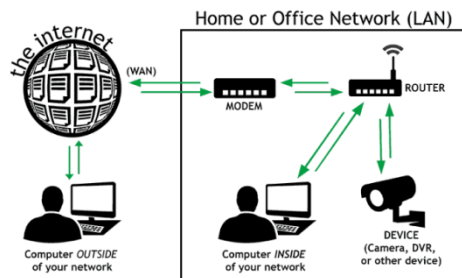 Home or Office Network (LAN)
the internet
(WAN)
MODEM
ROUTER
Computer OUTSIDE
of your network
Computer INSIDE
of your network
DEVICE
(Camera, DVR,
or other device)